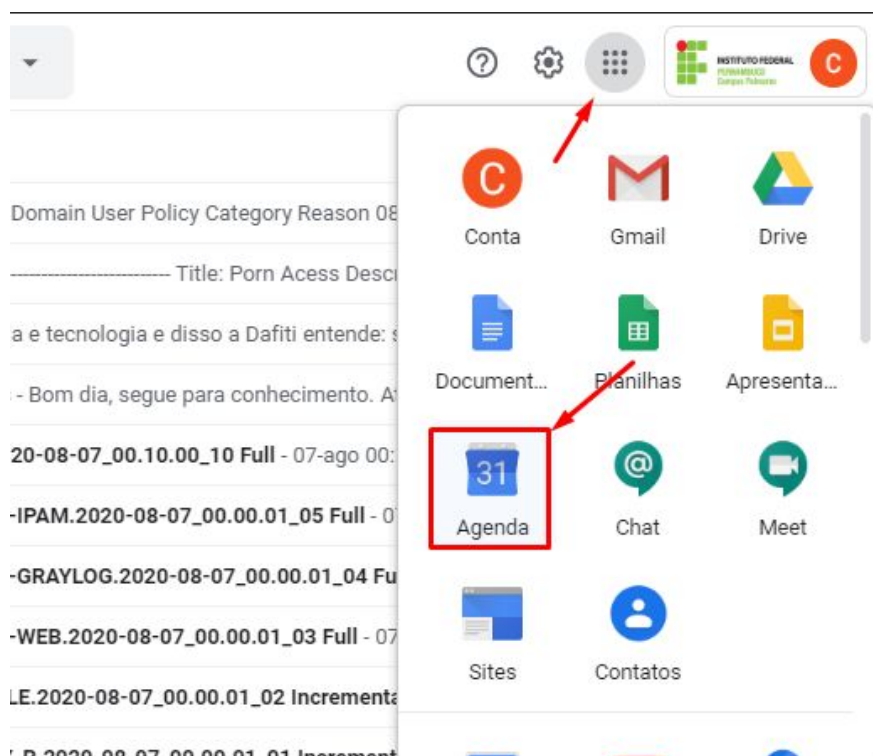 INSTITUTO FEDERAL
PERNAMBUCO
Campus Palmares
C
Domain User Policy Category Reason 08
Title: Porn Acess Descr
a e tecnologia e disso a Dafiti entende: s
- Bom dia, segue para conhecimento. At
20-08-07_00.10.00_10 Full - 07-ago 00:
-IPAM.2020-08-07_00.00.01_05 Full - 0
-GRAYLOG.2020-08-07_00.00.01_04 Fu
-WEB.2020-08-07_00.00.01_03 Full - 07
LE.2020-08-07_00.00.01_02 Incrementa
C
Conta
Gmail
Drive
Document...
Planilhas
Apresenta...
31
Agenda
@
Chat
Meet
Sites
Contatos